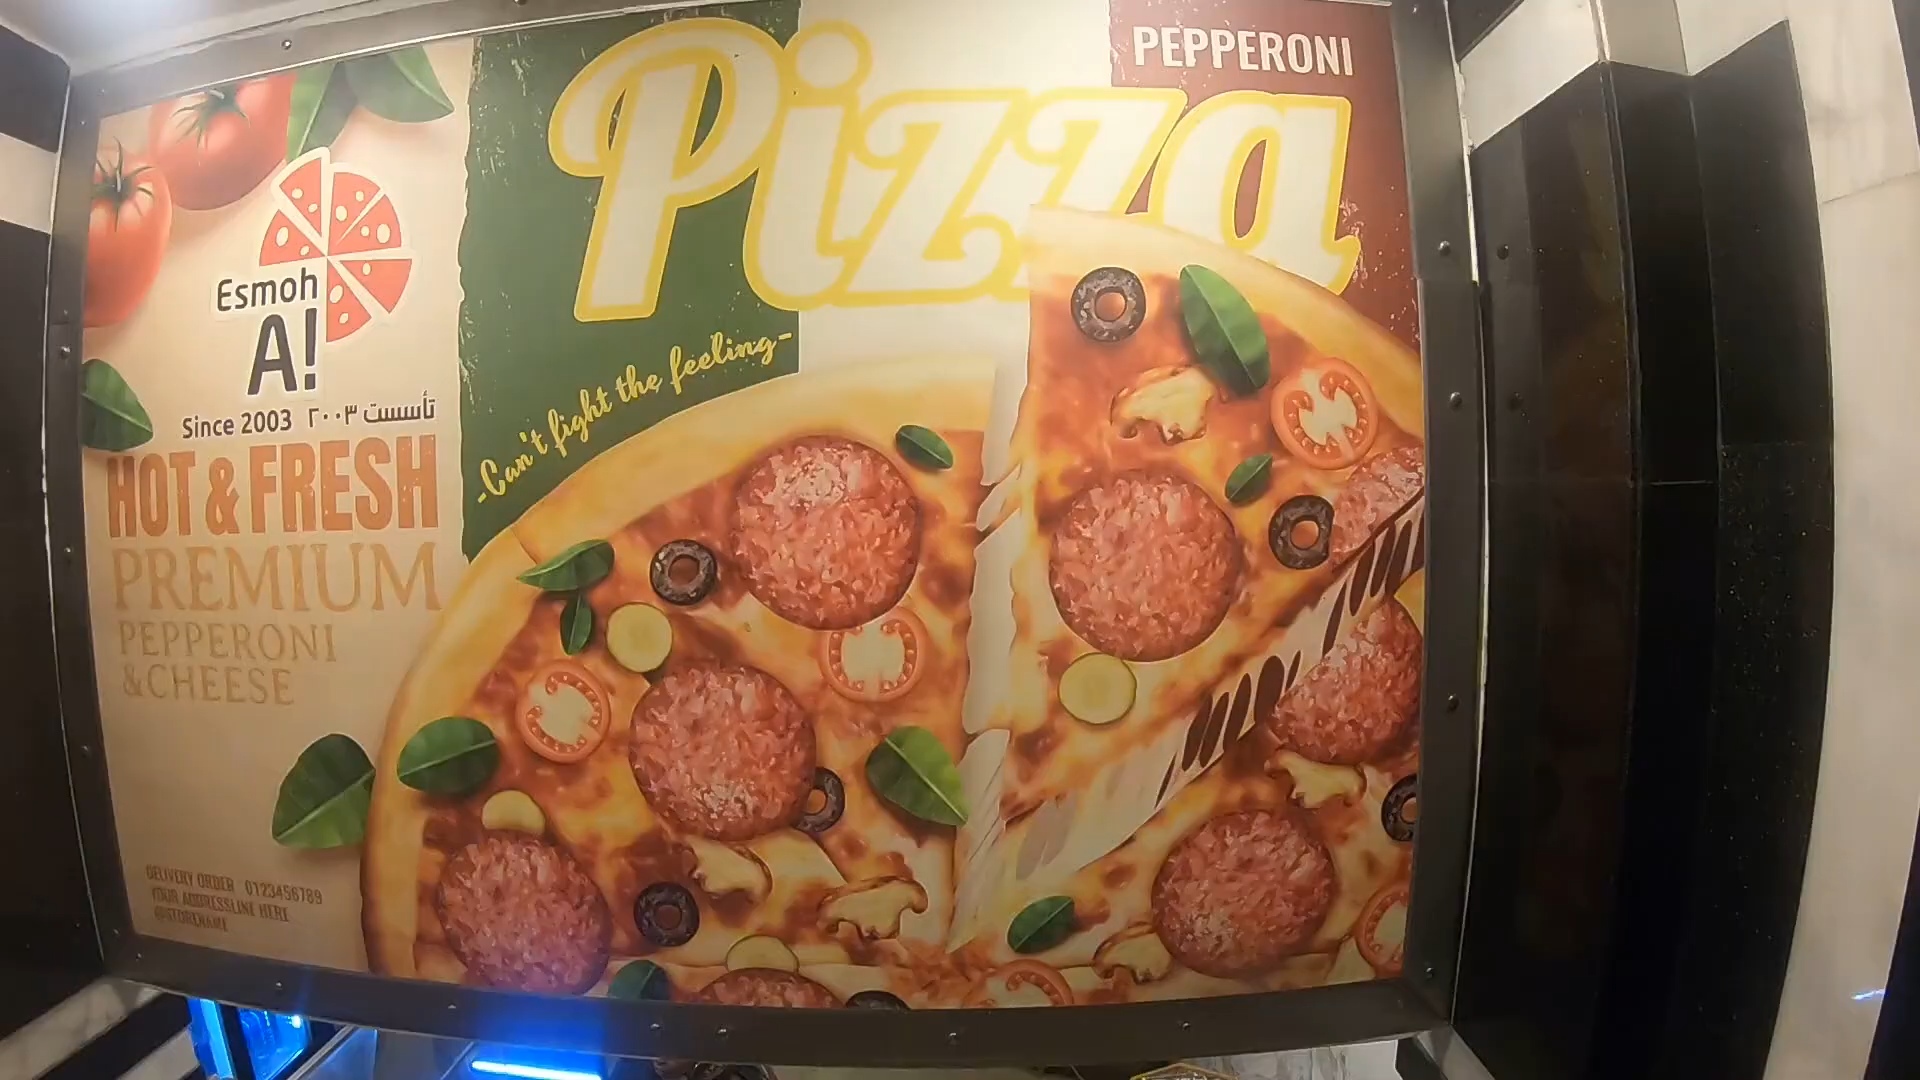 PEPPERONI
Pizza
-Can't fight the feeling-
Esmoh
A!
Since 2003 تأسست ٢٠٠٣
HOT & FRESH
PREMIUM
PEPPERONI
&CHEESE
DELIVERY ORDER 0123456789
YOUR ADDRESSLINE HERE
@STORENAME